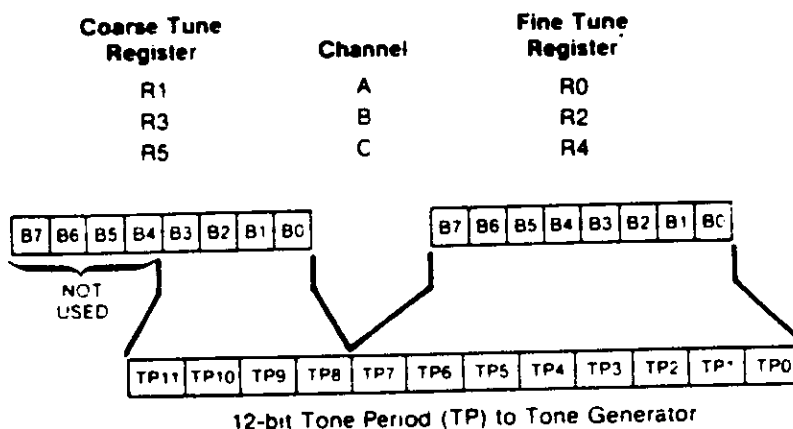 Coarse Tune Register
Channel
Fine Tune Register
R1 A R0
R3 B R2
R5 C R4
B7 B6 B5 B4 B3 B2 B1 B0
B7 B6 B5 B4 B3 B2 B1 B0
NOT USED
TP11 TP10 TP9 TP8 TP7 TP6 TP5 TP4 TP3 TP2 TP1 TP0
12-bit Tone Period (TP) to Tone Generator